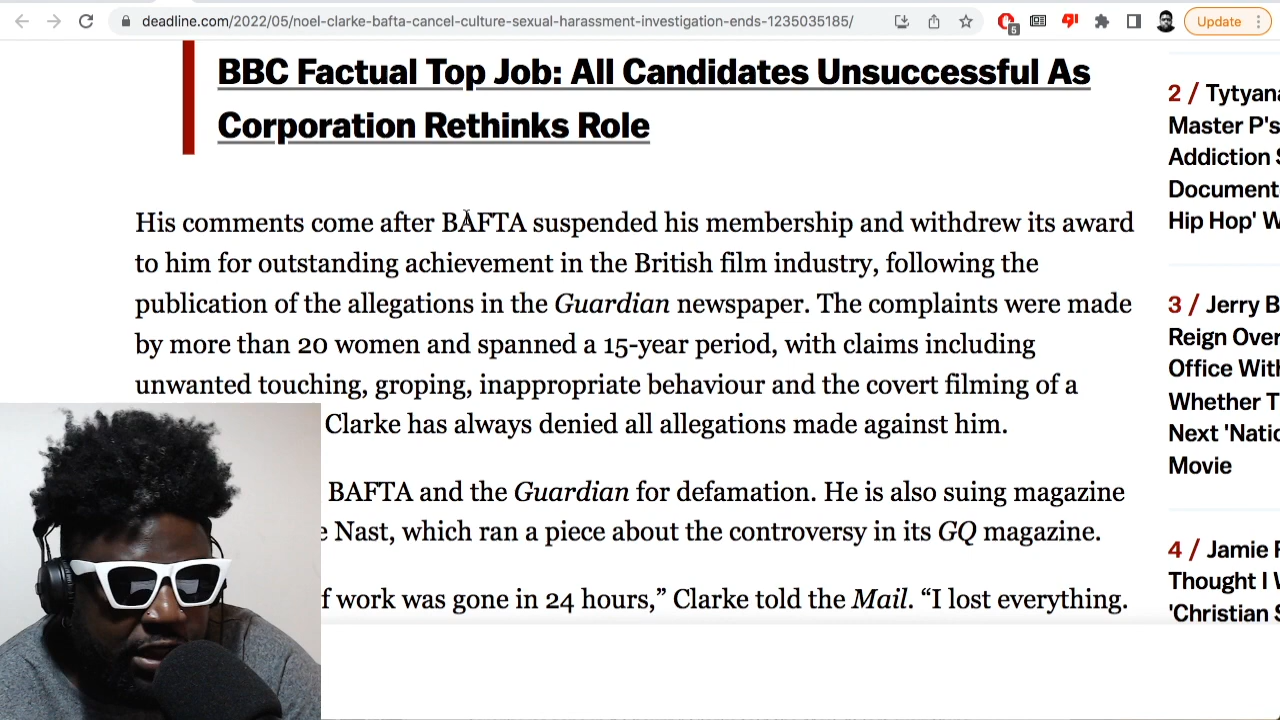 deadline.com/2022/05/noel-clarke-bafta-cancel-culture-sexual-harassment-investigation-ends-1235035185/
5
Update
BBC Factual Top Job: All Candidates Unsuccessful As
Corporation Rethinks Role
His comments come after BAFTA suspended his membership and withdrew its award
to him for outstanding achievement in the British film industry, following the
publication of the allegations in the Guardian newspaper. The complaints were made
by more than 20 women and spanned a 15-year period, with claims including
unwanted touching, groping, inappropriate behaviour and the covert filming of a
Clarke has always denied all allegations made against him.
BAFTA and the Guardian for defamation. He is also suing magazine
e Nast, which ran a piece about the controversy in its GQ magazine.
f work was gone in 24 hours,” Clarke told the Mail. “I lost everything.
2 / Tytyana
Master P's
Addiction S
Document
Hip Hop' W
3 / Jerry B
Reign Over
Office With
Whether T
Next 'Natio
Movie
4 / Jamie F
Thought I W
'Christian S